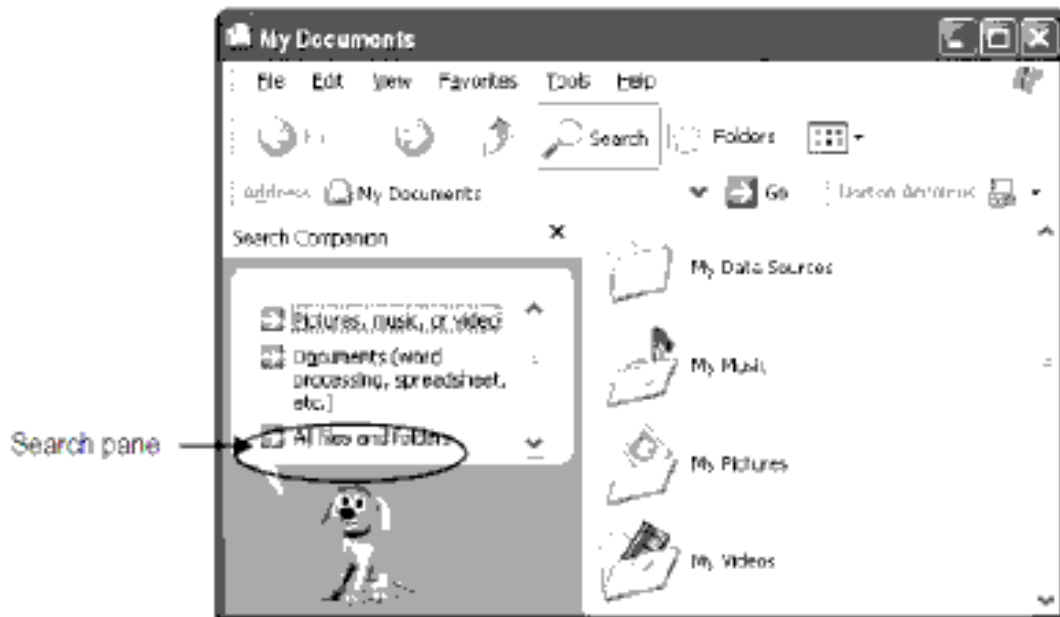 My Documents
File Edit View Favorites Tools Help
Search Folders
Address My Documents Go Norton Antivirus
Search Companion
My Data Sources
Pictures, music, or video
Documents (word
processing, spreadsheet,
etc.)
My Music
All files and folders
Search pane
My Pictures
My Videos